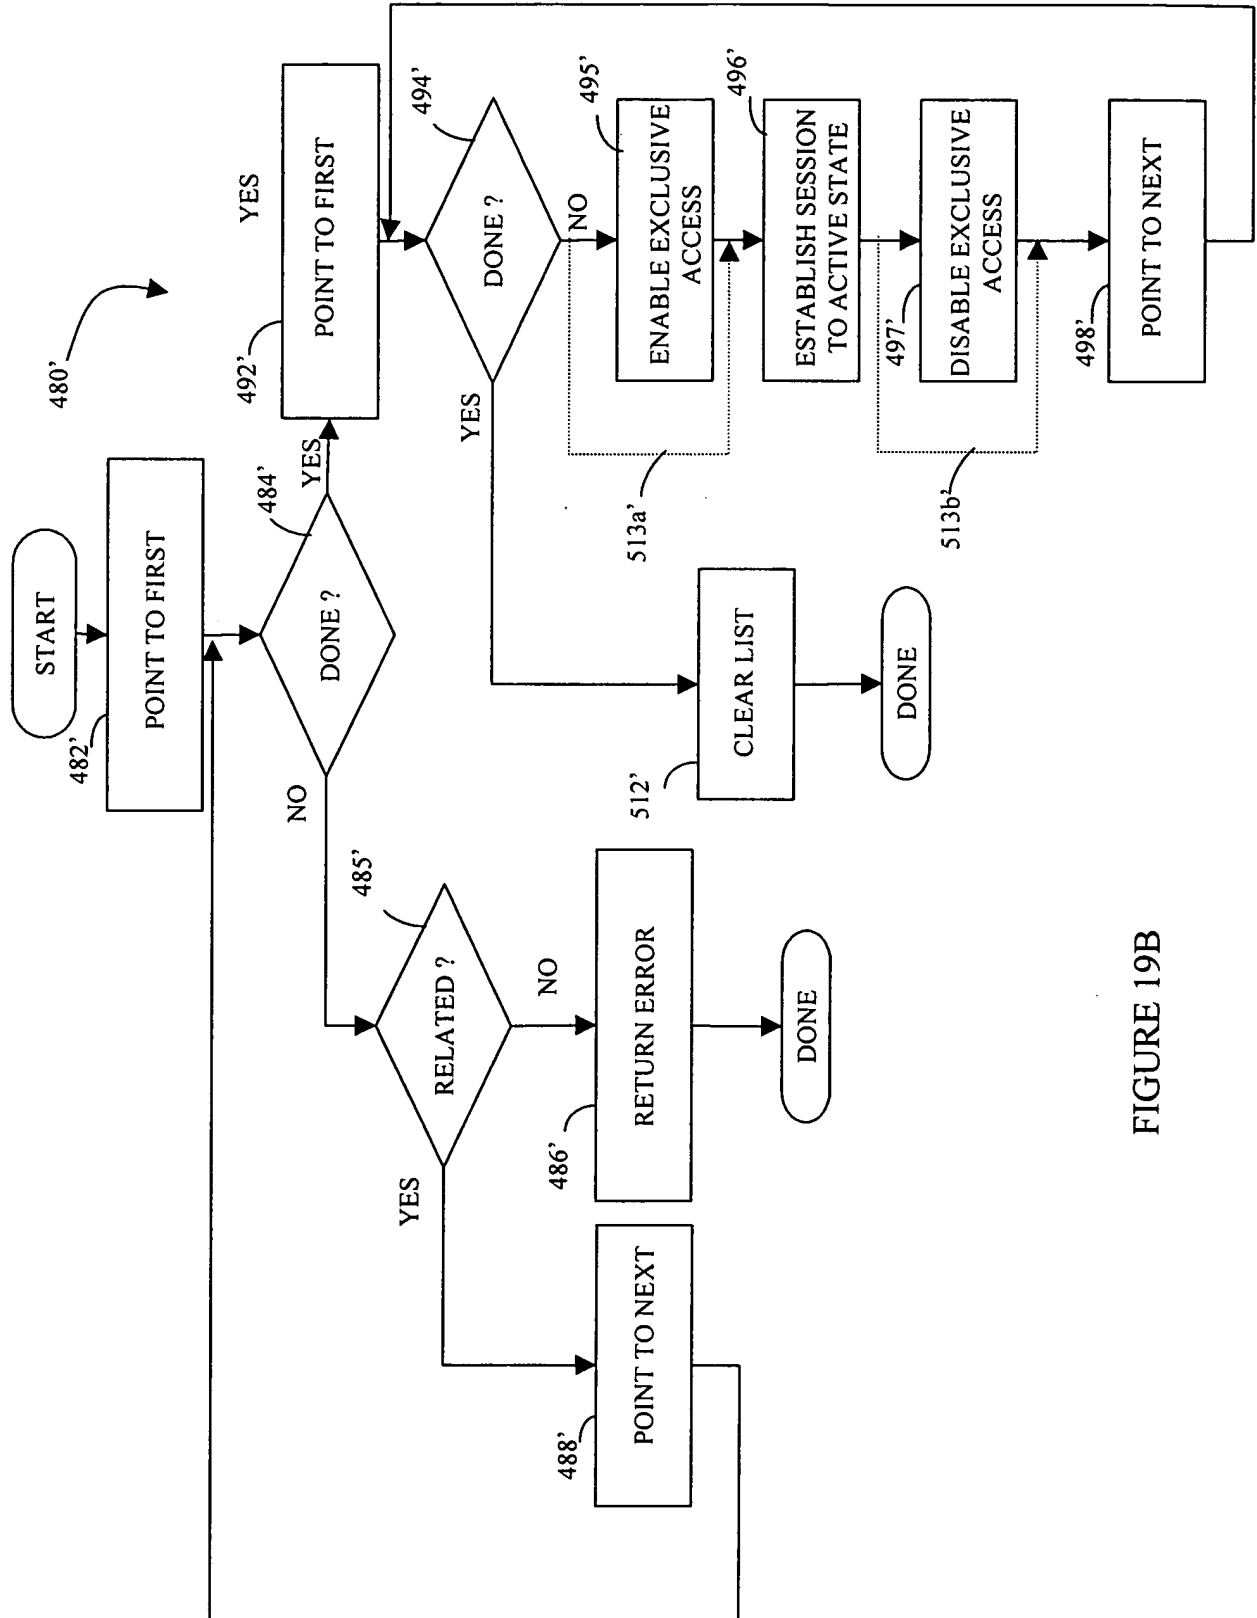 480’
START
482’
POINT TO FIRST
484’
DONE ?
YES
NO
492’
YES
POINT TO FIRST
494’
DONE ?
YES
NO
495’
ENABLE EXCLUSIVE
ACCESS
513a’
496’
ESTABLISH SESSION
TO ACTIVE STATE
497’
DISABLE EXCLUSIVE
ACCESS
513b’
498’
POINT TO NEXT
512’
CLEAR LIST
DONE
485’
RELATED ?
YES
NO
486’
RETURN ERROR
DONE
488’
POINT TO NEXT
FIGURE 19B